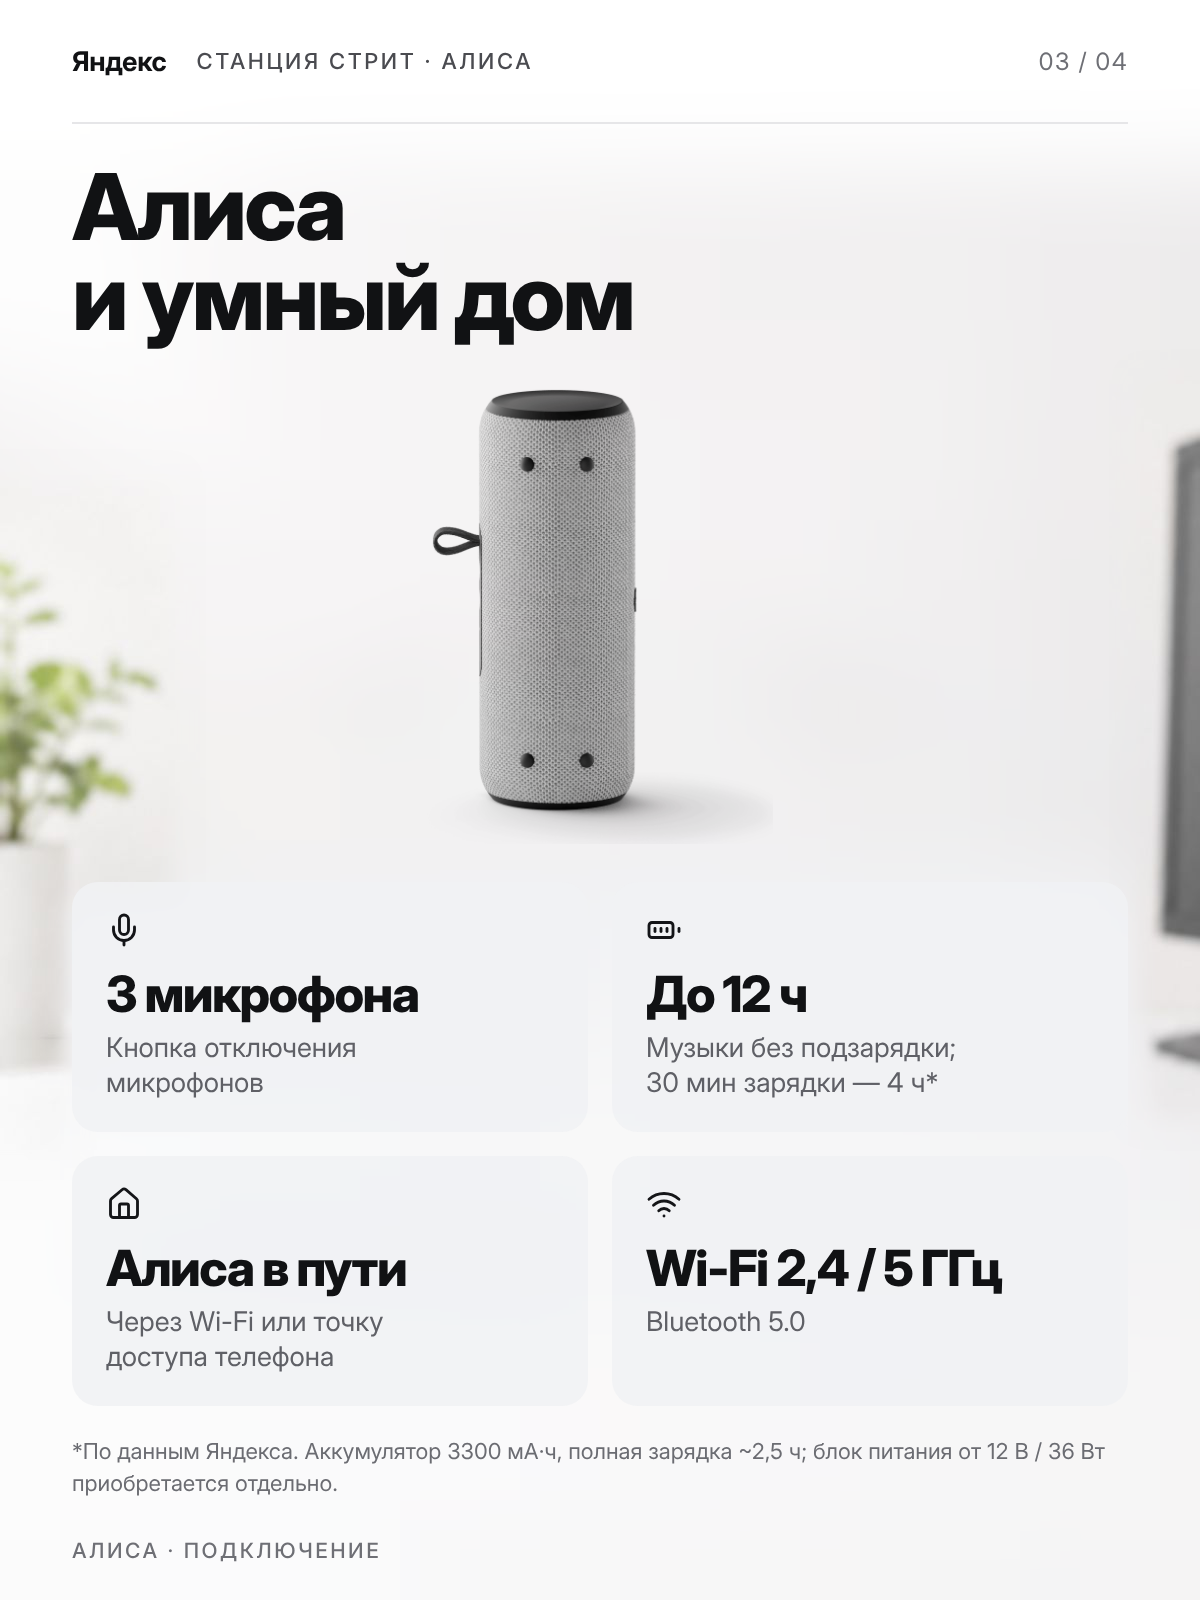 Яндекс СТАНЦИЯ СТРИТ · АЛИСА 03 / 04
Алиса
и умный дом
3 микрофона
Кнопка отключения
микрофонов
До 12 ч
Музыки без подзарядки;
30 мин зарядки — 4 ч*
Алиса в пути
Через Wi-Fi или точку
доступа телефона
Wi-Fi 2,4 / 5 ГГц
Bluetooth 5.0
*По данным Яндекса. Аккумулятор 3300 мА·ч, полная зарядка ~2,5 ч; блок питания от 12 В / 36 Вт
приобретается отдельно.
АЛИСА · ПОДКЛЮЧЕНИЕ